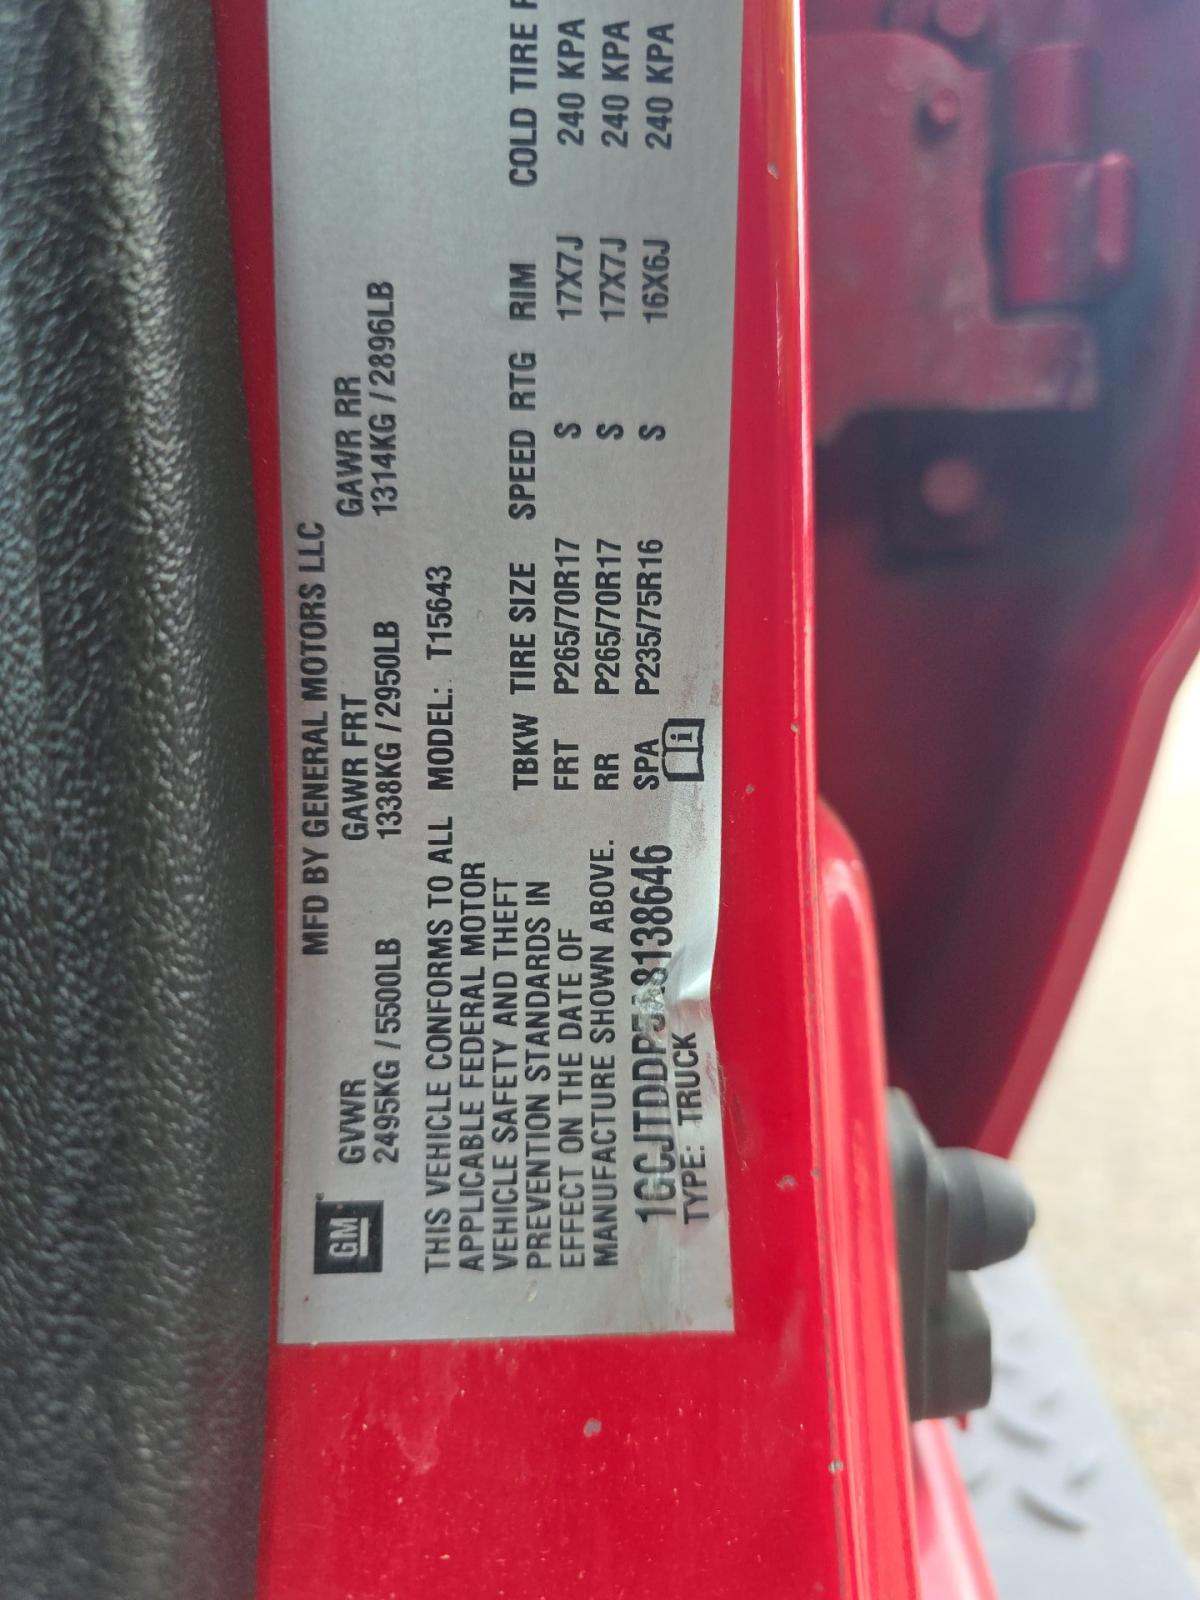 MFD BY GENERAL MOTORS LLC
GM
GVWR GAWR FRT GAWR RR
2495KG / 5500LB 1338KG / 2950LB 1314KG / 2896LB
THIS VEHICLE CONFORMS TO ALL
APPLICABLE FEDERAL MOTOR
VEHICLE SAFETY AND THEFT
PREVENTION STANDARDS IN
EFFECT ON THE DATE OF
MANUFACTURE SHOWN ABOVE.
TYPE: TRUCK
MODEL: T15643
TBKW TIRE SIZE SPEED RTG RIM COLD TIRE
FRT P265/70R17 S 17X7J 240 KPA
RR P265/70R17 S 17X7J 240 KPA
SPA P235/75R16 S 16X6J 240 KPA